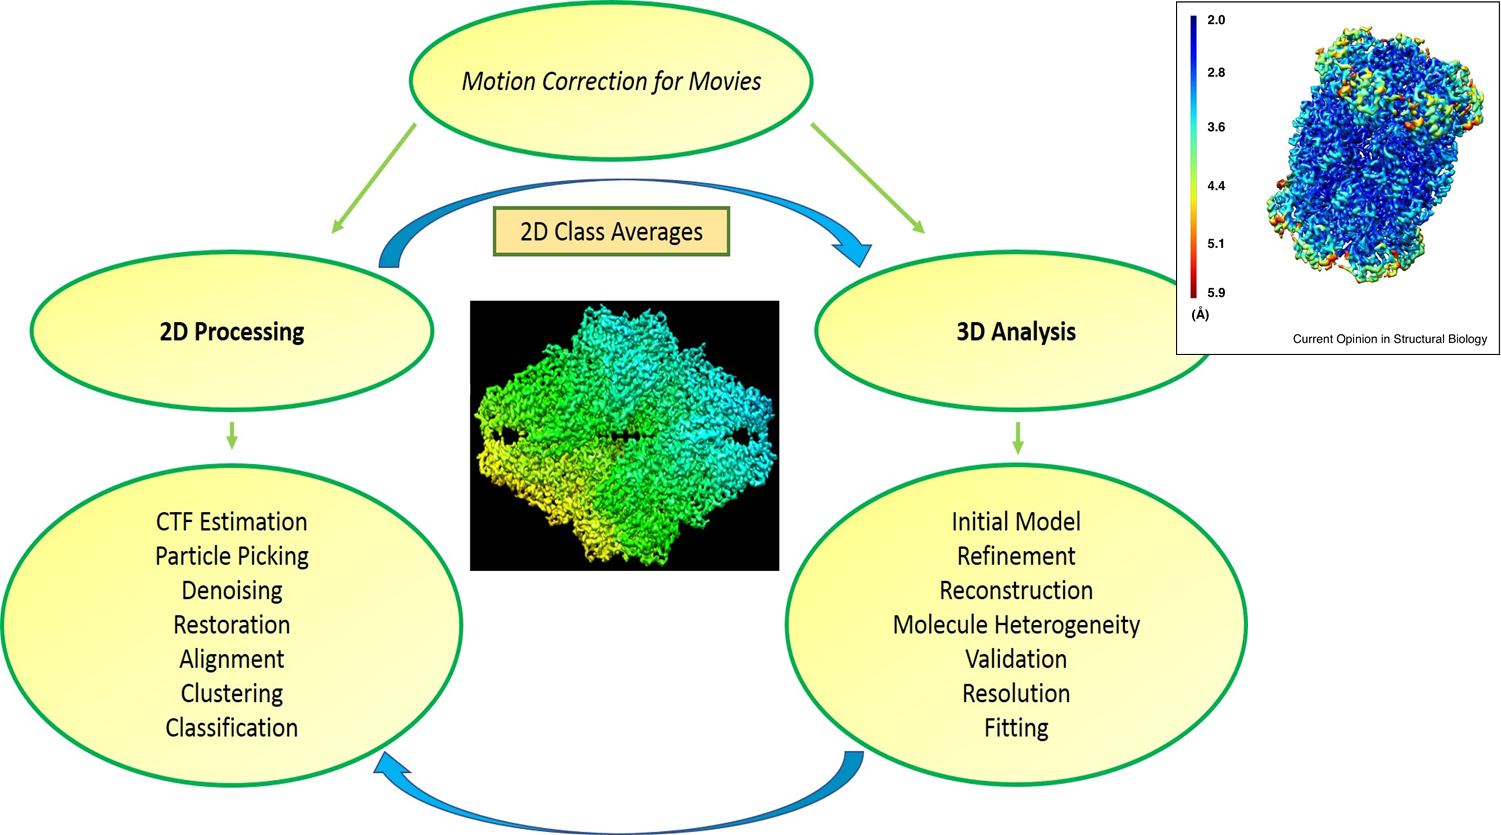 Motion Correction for Movies
2D Class Averages
2D Processing
3D Analysis
CTF Estimation
Particle Picking
Denoising
Restoration
Alignment
Clustering
Classification
Initial Model
Refinement
Reconstruction
Molecule Heterogeneity
Validation
Resolution
Fitting
2.0
2.8
3.6
4.4
5.1
5.9
(Å)
Current Opinion in Structural Biology